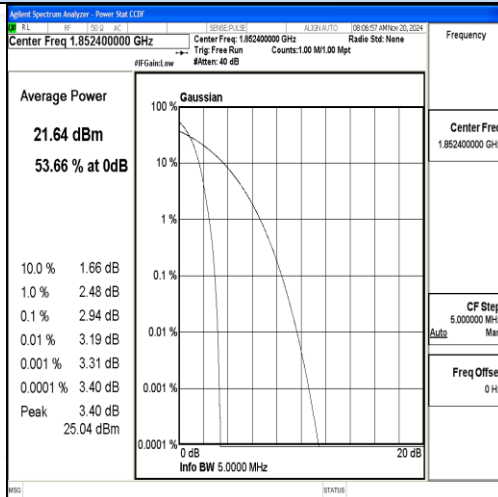 Agilent Spectrum Analyzer - Power Stat CCDF
RL RF 50 Ω AC SENSE:PULSE ALIGNAUTO 08:06:57 AM Nov 20, 2024
Center Freq 1.852400000 GHz
Center Freq: 1.852400000 GHz Radio Std: None
Trig: Free Run Counts:1.00 M/1.00 Mpt
#IFGain:Low #Atten: 40 dB
Frequency
Average Power
21.64 dBm
53.66 % at 0dB
10.0 % 1.66 dB
1.0 % 2.48 dB
0.1 % 2.94 dB
0.01 % 3.19 dB
0.001 % 3.31 dB
0.0001 % 3.40 dB
Peak 3.40 dB
25.04 dBm
Gaussian
100 %
10 %
1 %
0.1 %
0.01 %
0.001 %
0.0001 %
0 dB 20 dB
Info BW 5.0000 MHz
Center Freq
1.852400000 GHz
CF Step
5.000000 MHz
Auto Man
Freq Offse
0 H
MSG STATUS